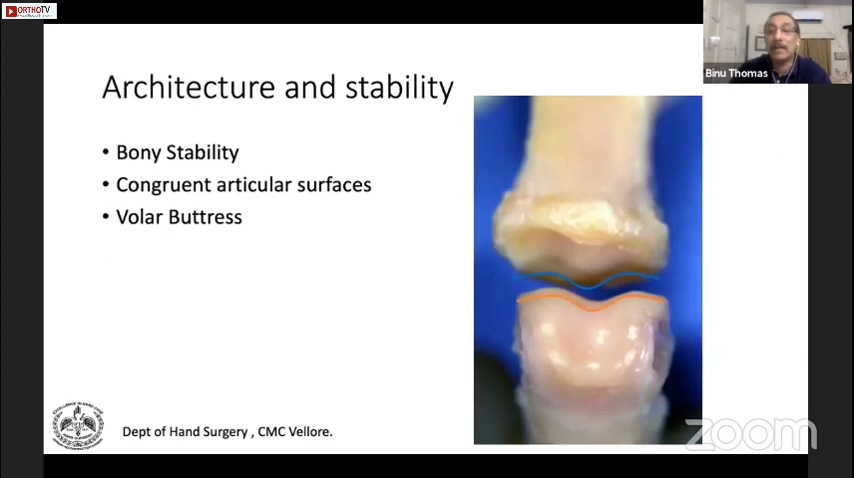 ORTHOTV
Binu Thomas
Architecture and stability
• Bony Stability
• Congruent articular surfaces
• Volar Buttress
Dept of Hand Surgery , CMC Vellore.
zoom